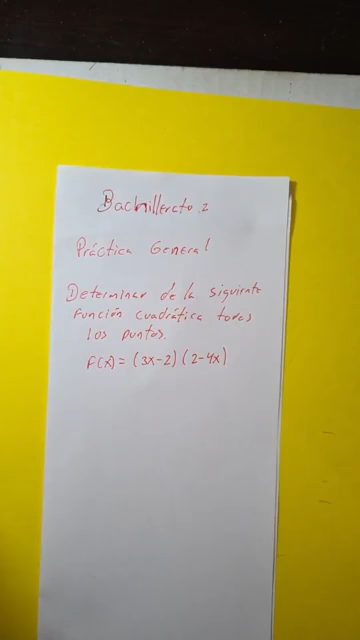 Bachillerato 2
Práctica General
Determinar de la siguiente
Función cuadrática todos
los puntos.
F(x) = (3x-2) (2-4x)